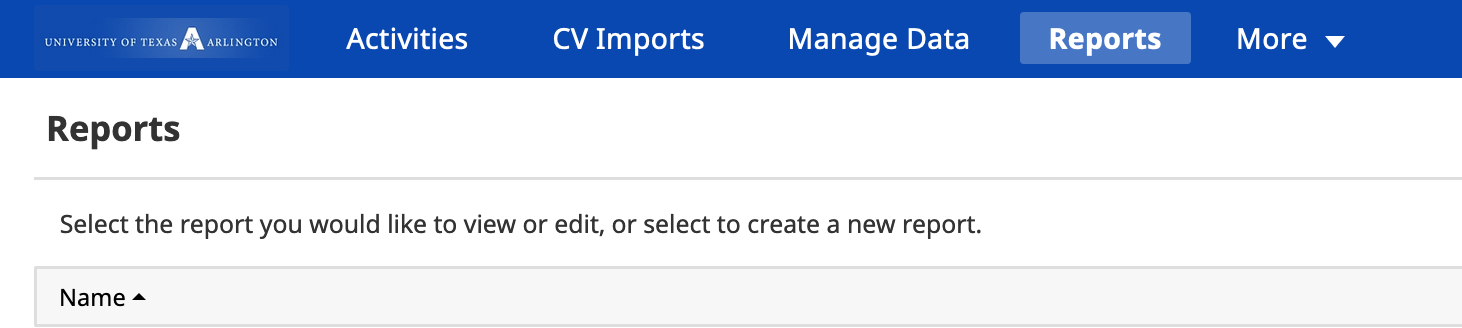 UNIVERSITY OF TEXAS A ARLINGTON Activities CV Imports Manage Data Reports More
Reports
Select the report you would like to view or edit, or select to create a new report.
Name